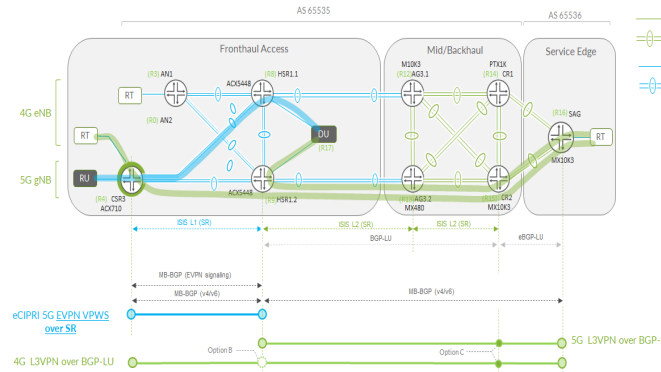 AS 65535
AS 65536
Fronthaul Access
Mid/Backhaul
Service Edge
4G eNB
5G gNB
RT
(R3) AN1
(R0) AN2
ACX5448
(R8) HSR1.1
M10K3
(R12) AG3.1
PTX1K
(R14) CR1
(R16) SAG
RT
MX10K3
RT
DU
(R17)
RU
(R4) CSR3
ACX710
ACX5448
(R9) HSR1.2
AG3.2
MX480
CR2
MX10K3
ISIS L1 (SR)
ISIS L2 (SR)
ISIS L2 (SR)
BGP-LU
eBGP-LU
MB-BGP (EVPN signaling)
MB-BGP (v4/v6)
MB-BGP (v4/v6)
eCIPRI 5G EVPN VPWS
over SR
5G L3VPN over BGP-
Option B
Option C
4G L3VPN over BGP-LU